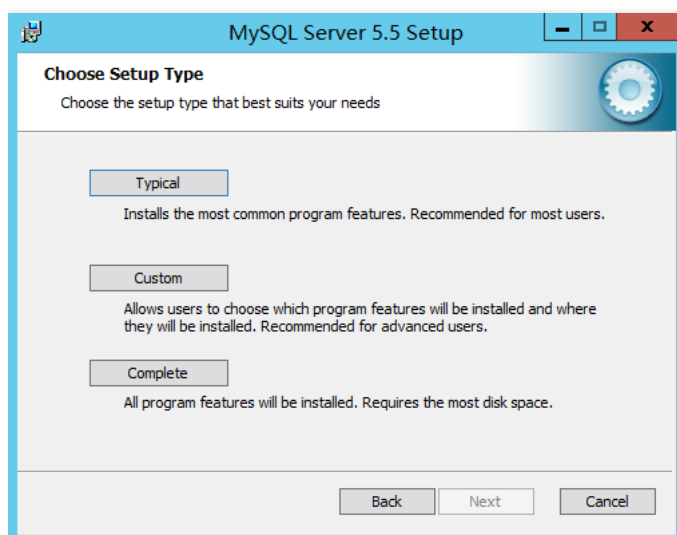 MySQL Server 5.5 Setup
Choose Setup Type
Choose the setup type that best suits your needs
Typical
Installs the most common program features. Recommended for most users.
Custom
Allows users to choose which program features will be installed and where
they will be installed. Recommended for advanced users.
Complete
All program features will be installed. Requires the most disk space.
Back Next Cancel